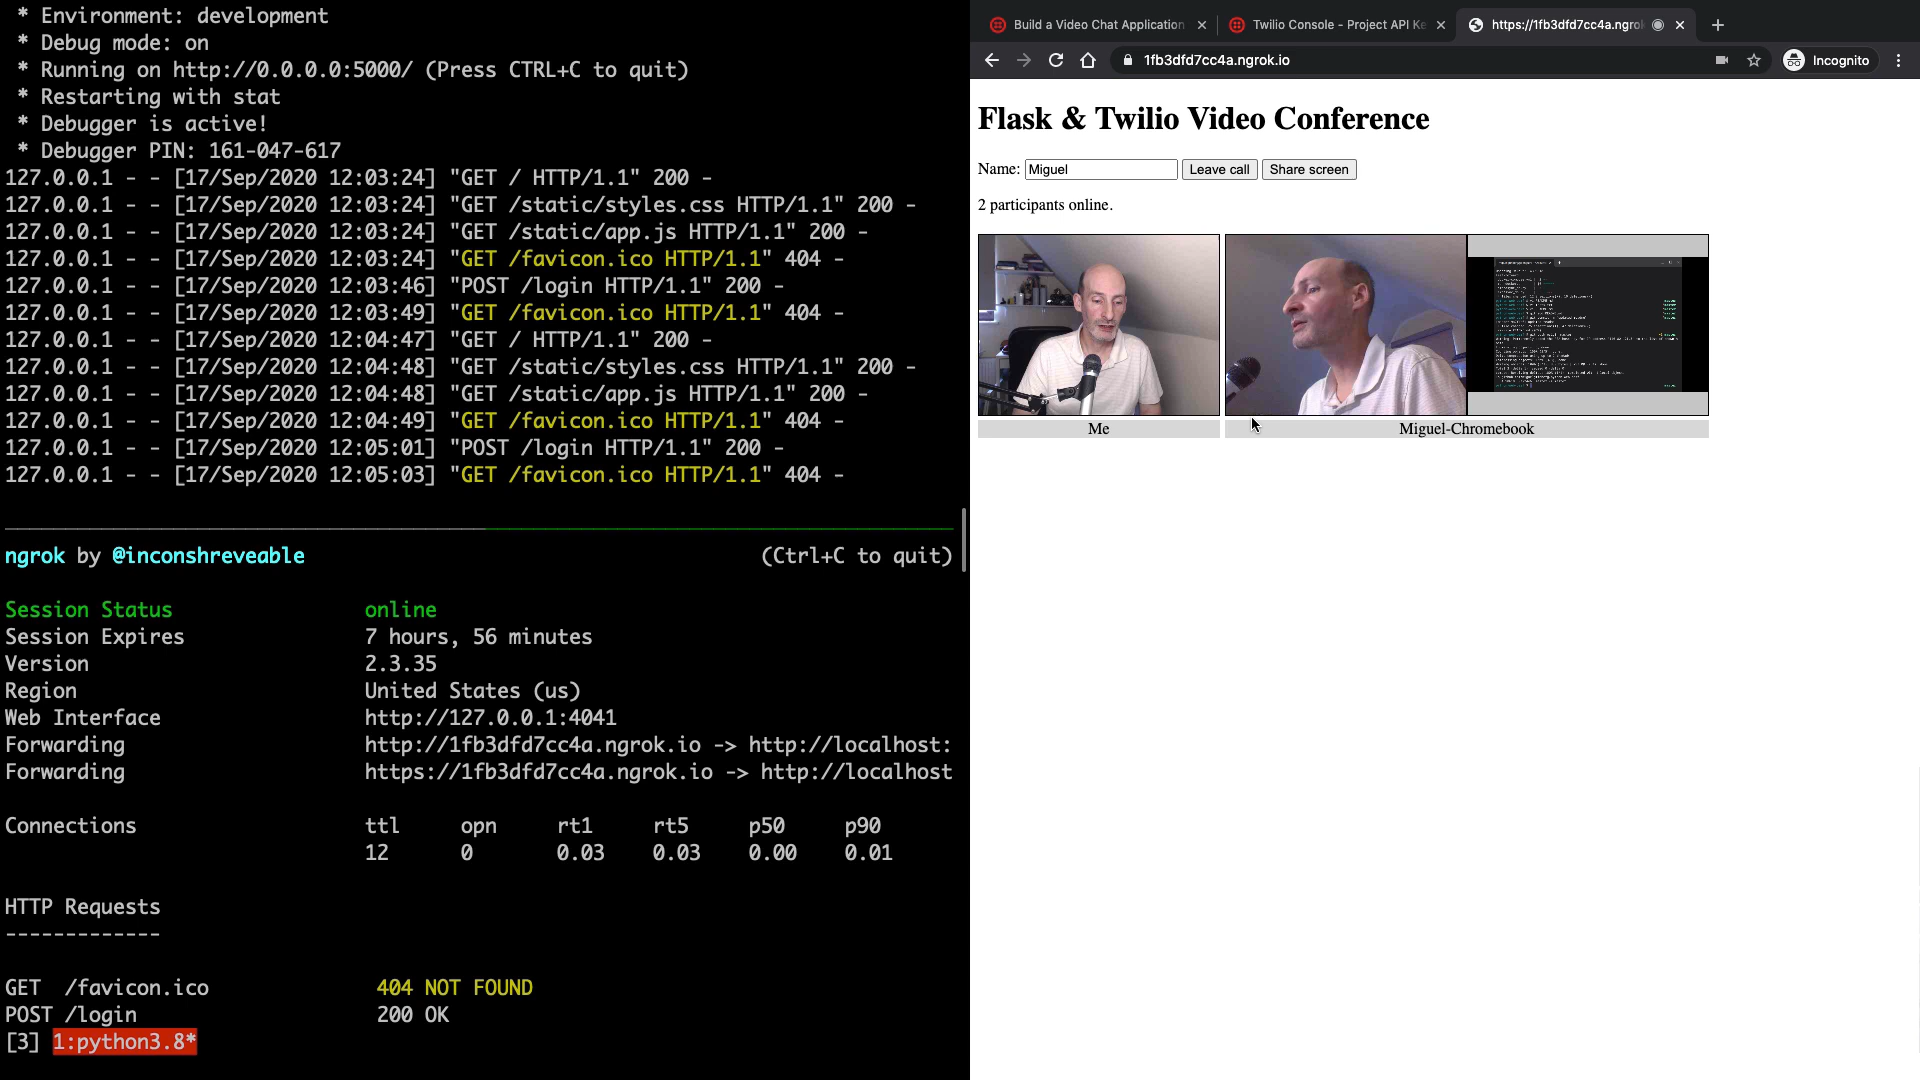 * Environment: development
* Debug mode: on
* Running on http://0.0.0.0:5000/ (Press CTRL+C to quit)
* Restarting with stat
* Debugger is active!
* Debugger PIN: 161-047-617
127.0.0.1 - - [17/Sep/2020 12:03:24] "GET / HTTP/1.1" 200 -
127.0.0.1 - - [17/Sep/2020 12:03:24] "GET /static/styles.css HTTP/1.1" 200 -
127.0.0.1 - - [17/Sep/2020 12:03:24] "GET /static/app.js HTTP/1.1" 200 -
127.0.0.1 - - [17/Sep/2020 12:03:24] "GET /favicon.ico HTTP/1.1" 404 -
127.0.0.1 - - [17/Sep/2020 12:03:46] "POST /login HTTP/1.1" 200 -
127.0.0.1 - - [17/Sep/2020 12:03:49] "GET /favicon.ico HTTP/1.1" 404 -
127.0.0.1 - - [17/Sep/2020 12:04:47] "GET / HTTP/1.1" 200 -
127.0.0.1 - - [17/Sep/2020 12:04:48] "GET /static/styles.css HTTP/1.1" 200 -
127.0.0.1 - - [17/Sep/2020 12:04:48] "GET /static/app.js HTTP/1.1" 200 -
127.0.0.1 - - [17/Sep/2020 12:04:49] "GET /favicon.ico HTTP/1.1" 404 -
127.0.0.1 - - [17/Sep/2020 12:05:01] "POST /login HTTP/1.1" 200 -
127.0.0.1 - - [17/Sep/2020 12:05:03] "GET /favicon.ico HTTP/1.1" 404 -
ngrok by @inconshreveable (Ctrl+C to quit)
Session Status online
Session Expires 7 hours, 56 minutes
Version 2.3.35
Region United States (us)
Web Interface http://127.0.0.1:4041
Forwarding http://1fb3dfd7cc4a.ngrok.io -> http://localhost:
Forwarding https://1fb3dfd7cc4a.ngrok.io -> http://localhost
Connections ttl opn rt1 rt5 p50 p90
12 0 0.03 0.03 0.00 0.01
HTTP Requests
-------------
GET /favicon.ico 404 NOT FOUND
POST /login 200 OK
[3] 1:python3.8*
Build a Video Chat Application
Twilio Console - Project API Ke
https://1fb3dfd7cc4a.ngro
1fb3dfd7cc4a.ngrok.io
Incognito
Flask & Twilio Video Conference
Name: Miguel Leave call Share screen
2 participants online.
Me
Miguel-Chromebook